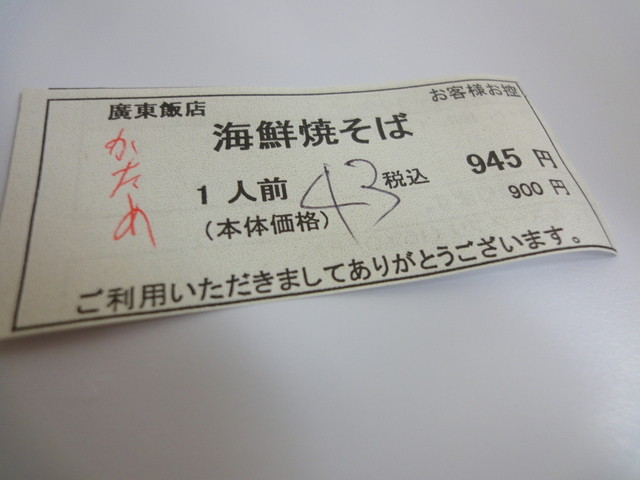 お客様お控
廣東飯店
海鮮焼そば
かため
1人前 43 税込 945 円
(本体価格) 900 円
ご利用いただきましてありがとうございます。